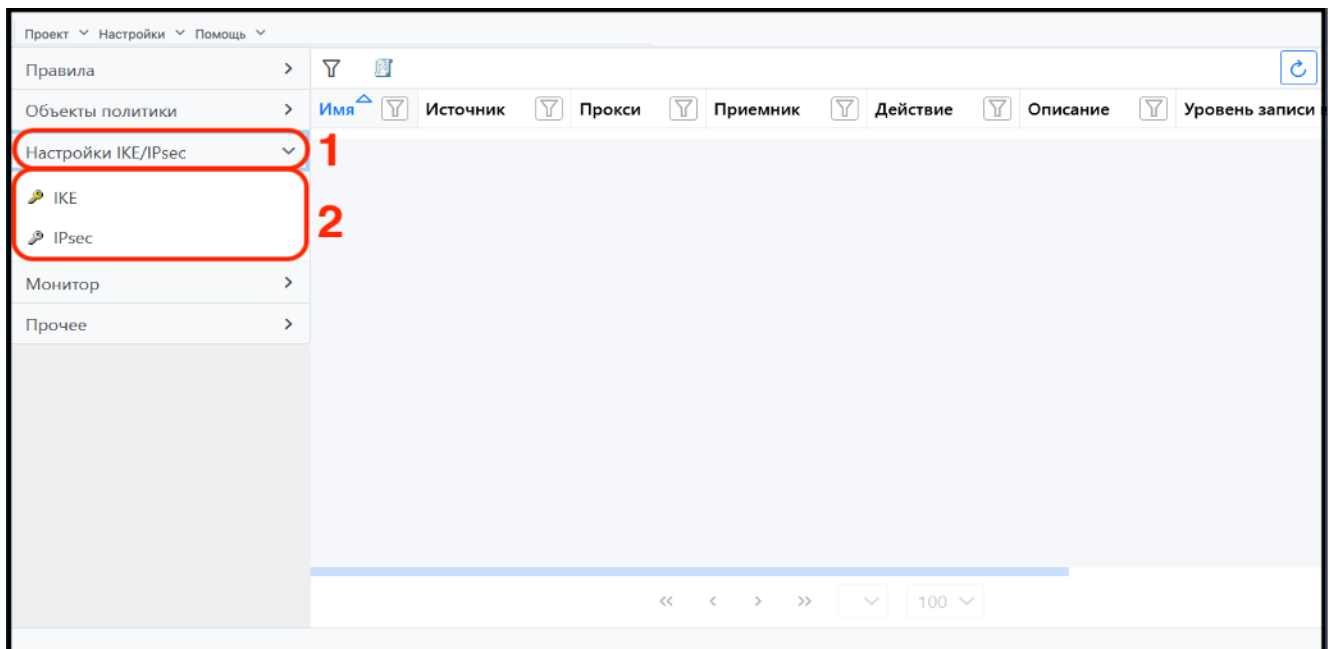 Проект Настройки Помощь
Правила
Объекты политики
Имя Источник Прокси Приемник Действие Описание Уровень записи
Настройки IKE/IPsec
1
IKE
2
IPsec
Монитор
Прочее
« ‹ › » 100